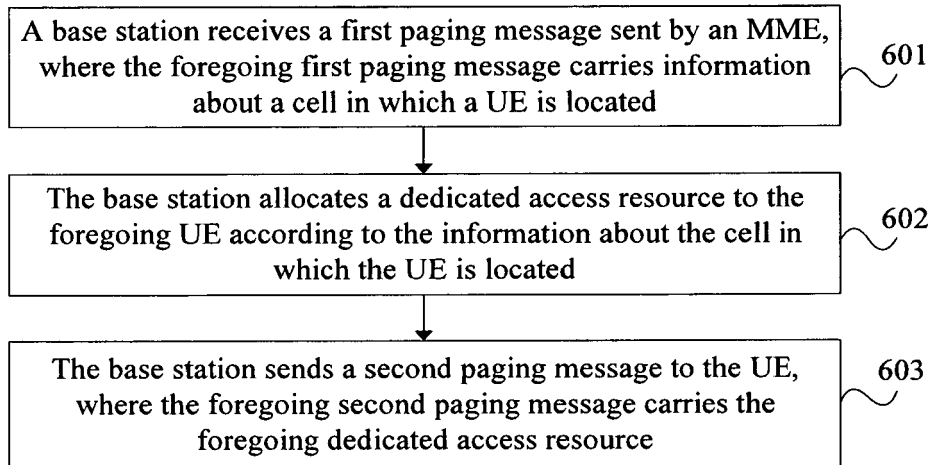 A base station receives a first paging message sent by an MME,
where the foregoing first paging message carries information
about a cell in which a UE is located
601
The base station allocates a dedicated access resource to the
foregoing UE according to the information about the cell in
which the UE is located
602
The base station sends a second paging message to the UE,
where the foregoing second paging message carries the
foregoing dedicated access resource
603